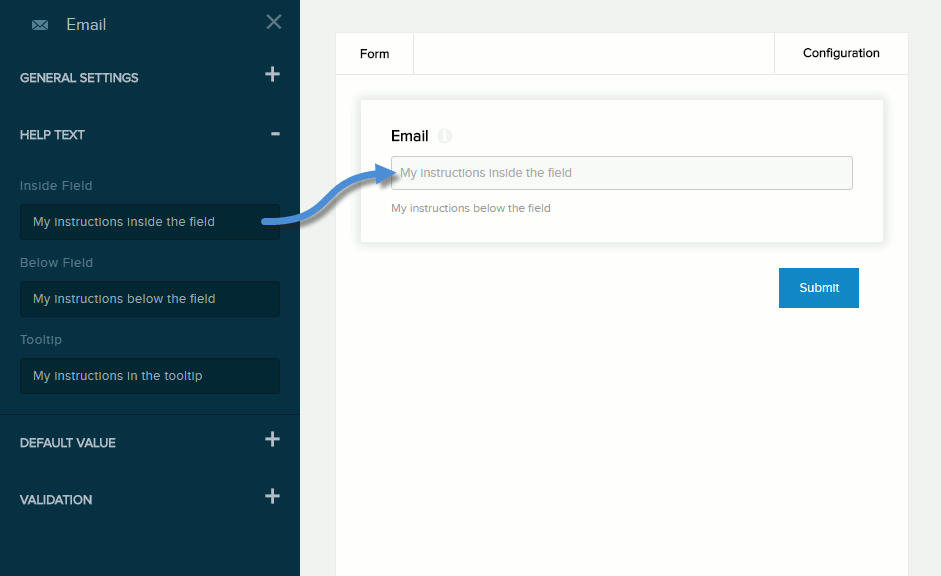 Email
GENERAL SETTINGS
HELP TEXT
Inside Field
My instructions inside the field
Below Field
My instructions below the field
Tooltip
My instructions in the tooltip
DEFAULT VALUE
VALIDATION
Form
Configuration
Email
My instructions inside the field
My instructions below the field
Submit